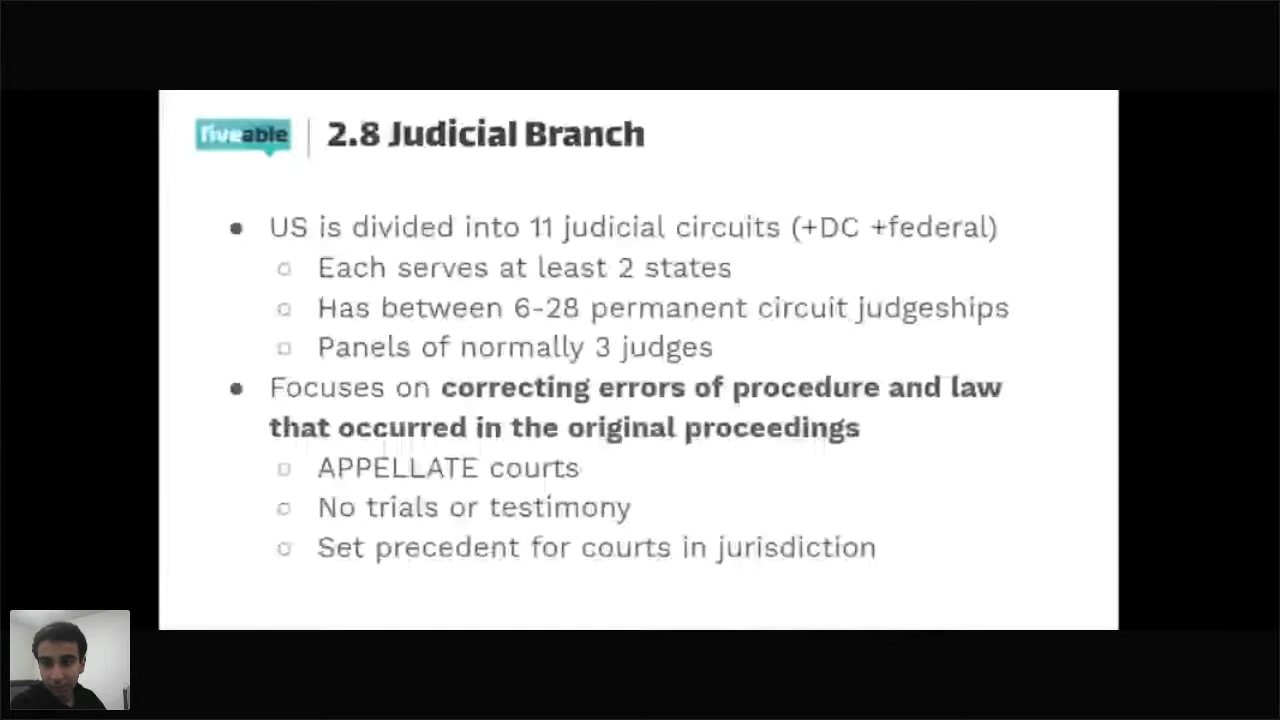 fiveable
2.8 Judicial Branch
● US is divided into 11 judicial circuits (+DC +federal)
○ Each serves at least 2 states
○ Has between 6-28 permanent circuit judgeships
○ Panels of normally 3 judges
● Focuses on correcting errors of procedure and law
that occurred in the original proceedings
○ APPELLATE courts
○ No trials or testimony
○ Set precedent for courts in jurisdiction